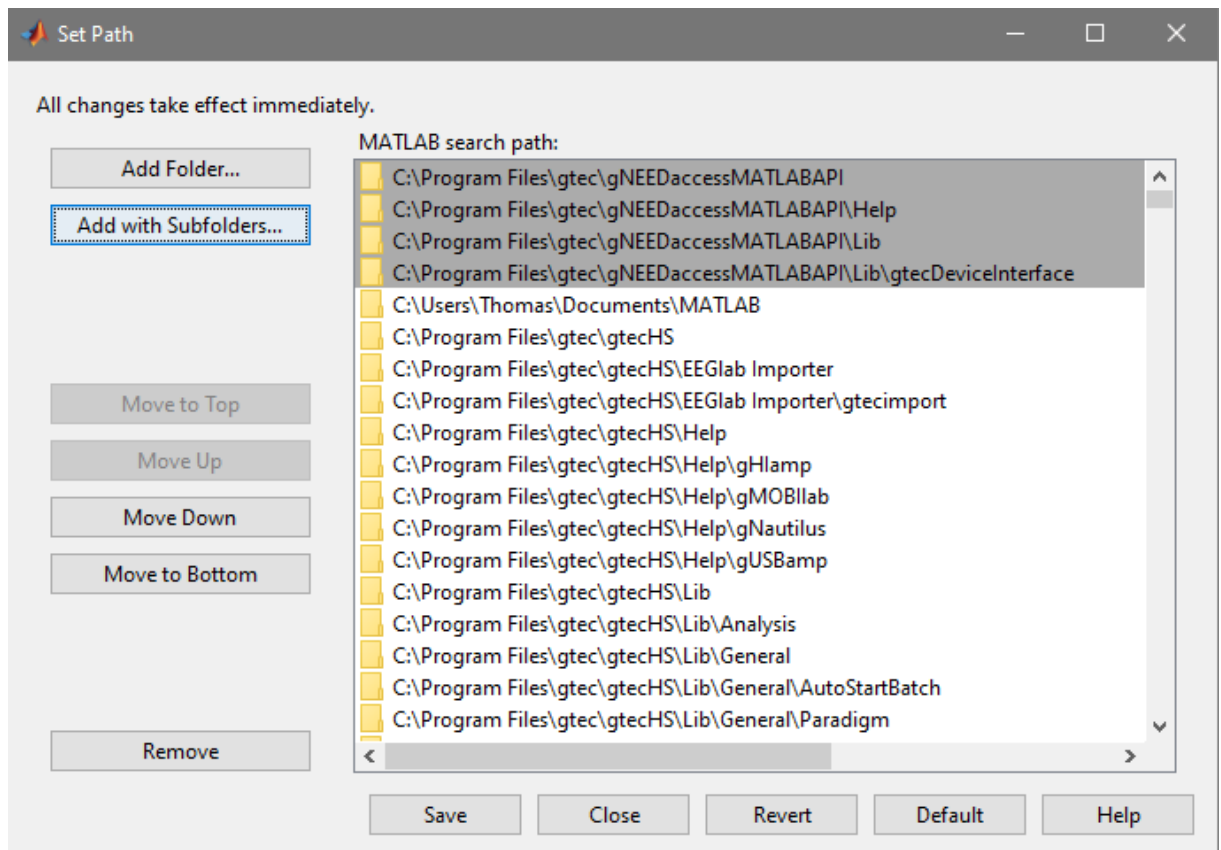 Set Path
All changes take effect immediately.
MATLAB search path:
Add Folder...
Add with Subfolders...
Move to Top
Move Up
Move Down
Move to Bottom
Remove
C:\Program Files\gtec\gNEEDaccessMATLABAPI
C:\Program Files\gtec\gNEEDaccessMATLABAPI\Help
C:\Program Files\gtec\gNEEDaccessMATLABAPI\Lib
C:\Program Files\gtec\gNEEDaccessMATLABAPI\Lib\gtecDeviceInterface
C:\Users\Thomas\Documents\MATLAB
C:\Program Files\gtec\gtecHS
C:\Program Files\gtec\gtecHS\EEGlab Importer
C:\Program Files\gtec\gtecHS\EEGlab Importer\gtecimport
C:\Program Files\gtec\gtecHS\Help
C:\Program Files\gtec\gtecHS\Help\gHIamp
C:\Program Files\gtec\gtecHS\Help\gMOBIlab
C:\Program Files\gtec\gtecHS\Help\gNautilus
C:\Program Files\gtec\gtecHS\Help\gUSBamp
C:\Program Files\gtec\gtecHS\Lib
C:\Program Files\gtec\gtecHS\Lib\Analysis
C:\Program Files\gtec\gtecHS\Lib\General
C:\Program Files\gtec\gtecHS\Lib\General\AutoStartBatch
C:\Program Files\gtec\gtecHS\Lib\General\Paradigm
Save
Close
Revert
Default
Help